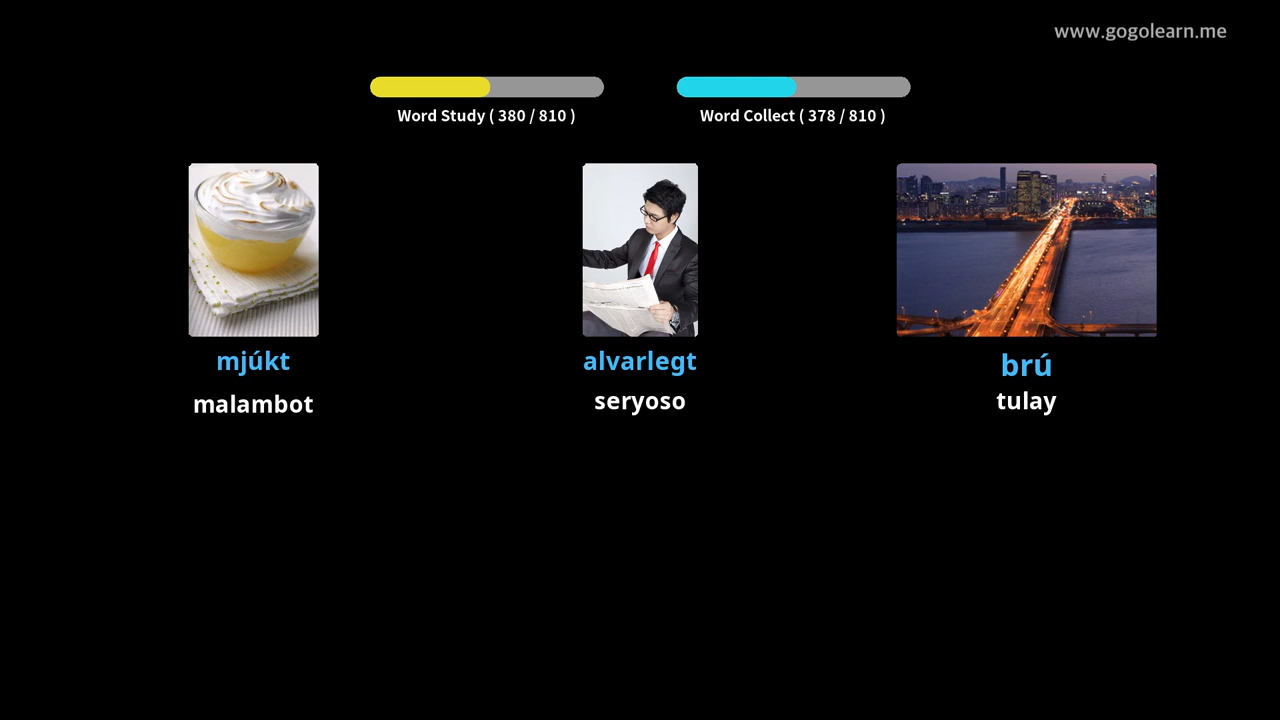 www.gogolearn.me
Word Study ( 380 / 810 )
Word Collect ( 378 / 810 )
mjúkt
malambot
alvarlegt
seryoso
brú
tulay